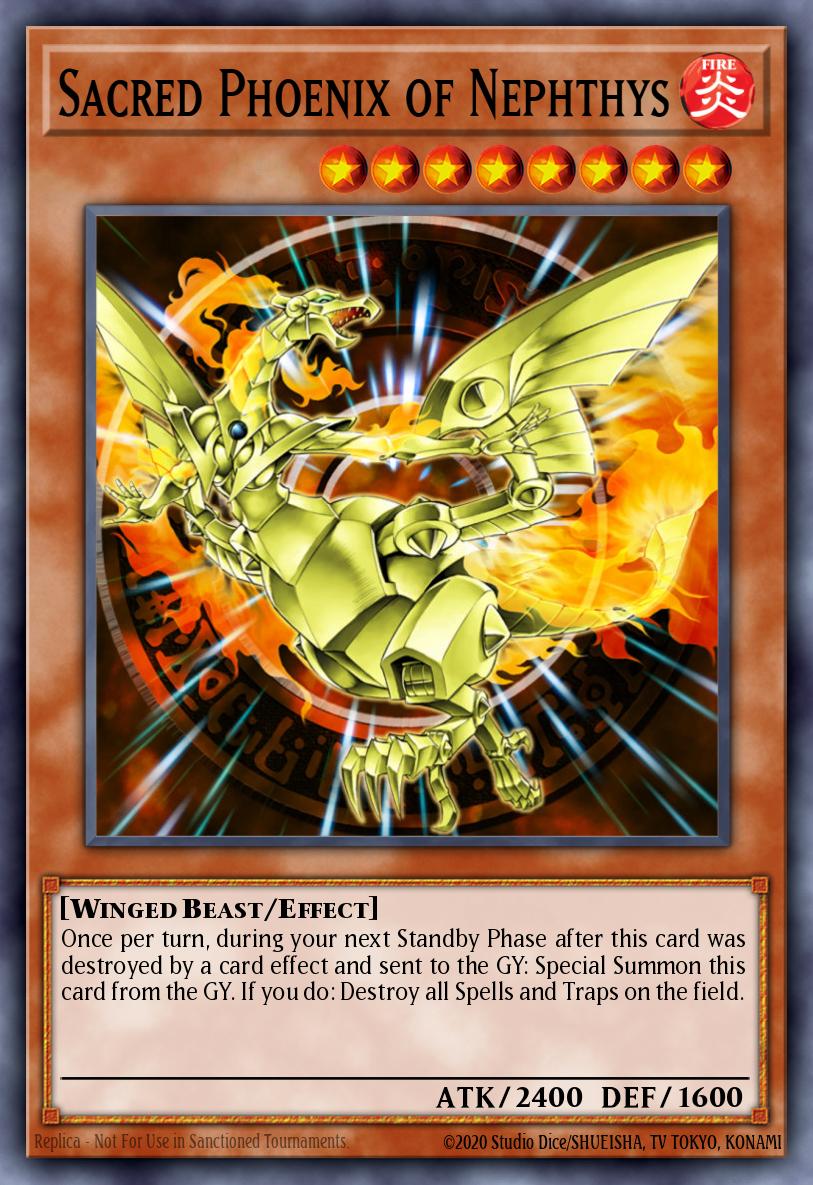 Sacred Phoenix of Nephthys
FIRE
炎
[Winged Beast/Effect]
Once per turn, during your next Standby Phase after this card was
destroyed by a card effect and sent to the GY: Special Summon this
card from the GY. If you do: Destroy all Spells and Traps on the field.
ATK/2400 DEF/1600
Replica - Not For Use in Sanctioned Tournaments.
©2020 Studio Dice/SHUEISHA, TV TOKYO, KONAMI